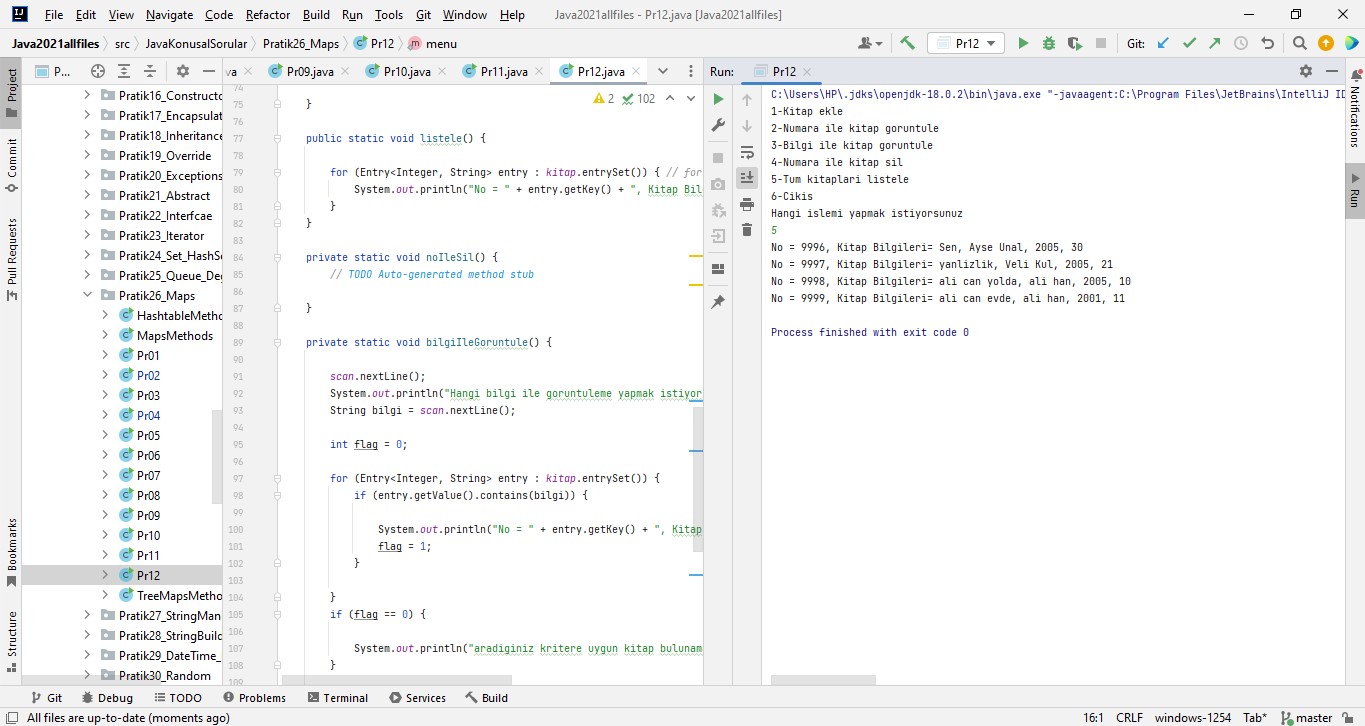 File Edit View Navigate Code Refactor Build Run Tools Git Window Help Java2021allfiles - Pr12.java [Java2021allfiles]
Java2021allfiles src JavaKonusalSorular Pratik26_Maps Pr12 menu Pr12 Git:
P... va Pr09.java Pr10.java Pr11.java Pr12.java Run: Pr12
Project
Commit
Pull Requests
Bookmarks
Structure
Pratik16_Constructo
Pratik17_Encapsulat
Pratik18_Inheritance
Pratik19_Override
Pratik20_Exceptions
Pratik21_Abstract
Pratik22_Interfcae
Pratik23_Iterator
Pratik24_Set_HashSe
Pratik25_Queue_Deq
Pratik26_Maps
HashtableMetho
MapsMethods
Pr01
Pr02
Pr03
Pr04
Pr05
Pr06
Pr07
Pr08
Pr09
Pr10
Pr11
Pr12
TreeMapsMetho
Pratik27_StringMan
Pratik28_StringBuild
Pratik29_DateTime_
Pratik30_Random
2 102
74
75 }
76
77 public static void listele() {
78
79 for (Entry<Integer, String> entry : kitap.entrySet()) { // for
80 System.out.println("No = " + entry.getKey() + ", Kitap Bil
81 }
82 }
83
84 private static void noIleSil() {
85 // TODO Auto-generated method stub
86
87 }
88
89 private static void bilgiIleGoruntule() {
90
91 scan.nextLine();
92 System.out.println("Hangi bilgi ile goruntuleme yapmak istiyor
93 String bilgi = scan.nextLine();
94
95 int flag = 0;
96
97 for (Entry<Integer, String> entry : kitap.entrySet()) {
98 if (entry.getValue().contains(bilgi)) {
99
100 System.out.println("No = " + entry.getKey() + ", Kitap
101 flag = 1;
102 }
103
104 }
105 if (flag == 0) {
106
107 System.out.println("aradiginiz kritere uygun kitap bulunam
108 }
109
C:\Users\HP\.jdks\openjdk-18.0.2\bin\java.exe "-javaagent:C:\Program Files\JetBrains\IntelliJ ID
1-Kitap ekle
2-Numara ile kitap goruntule
3-Bilgi ile kitap goruntule
4-Numara ile kitap sil
5-Tum kitaplari listele
6-Cikis
Hangi islemi yapmak istiyorsunuz
5
No = 9996, Kitap Bilgileri= Sen, Ayse Unal, 2005, 30
No = 9997, Kitap Bilgileri= yanlizlik, Veli Kul, 2005, 21
No = 9998, Kitap Bilgileri= ali can yolda, ali han, 2005, 10
No = 9999, Kitap Bilgileri= ali can evde, ali han, 2001, 11
Process finished with exit code 0
Notifications
Run
Git Debug TODO Problems Terminal Services Build
All files are up-to-date (moments ago) 16:1 CRLF windows-1254 Tab* master